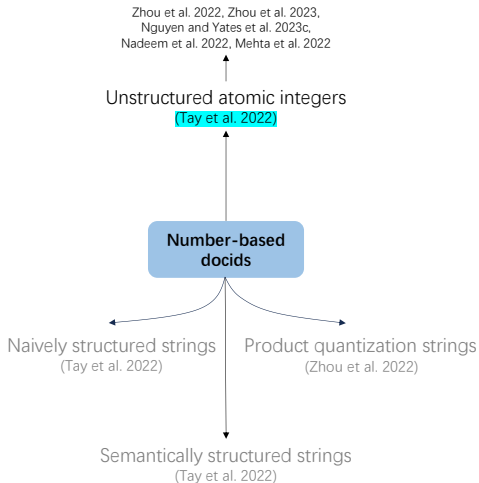 Zhou et al. 2022, Zhou et al. 2023,
Nguyen and Yates et al. 2023c,
Nadeem et al. 2022, Mehta et al. 2022
Unstructured atomic integers
(Tay et al. 2022)
Number-based
docids
Naively structured strings
(Tay et al. 2022)
Product quantization strings
(Zhou et al. 2022)
Semantically structured strings
(Tay et al. 2022)